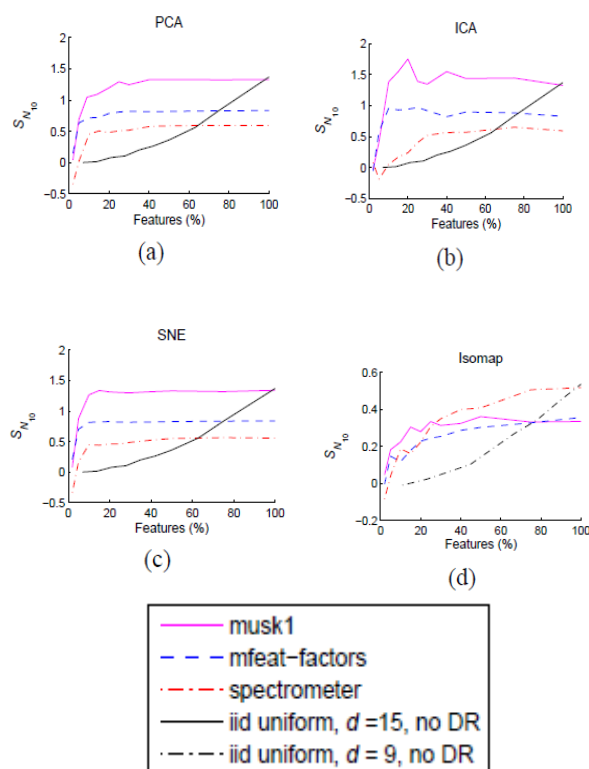 PCA
S_N10
2
1.5
1
0.5
0
−0.5
0 20 40 60 80 100
Features (%)
(a)
ICA
S_N10
2
1.5
1
0.5
0
−0.5
0 20 40 60 80 100
Features (%)
(b)
SNE
S_N10
2
1.5
1
0.5
0
−0.5
0 20 40 60 80 100
Features (%)
(c)
Isomap
S_N10
0.6
0.4
0.2
0
−0.2
0 20 40 60 80 100
Features (%)
(d)
musk1
mfeat-factors
spectrometer
iid uniform, d =15, no DR
iid uniform, d = 9, no DR